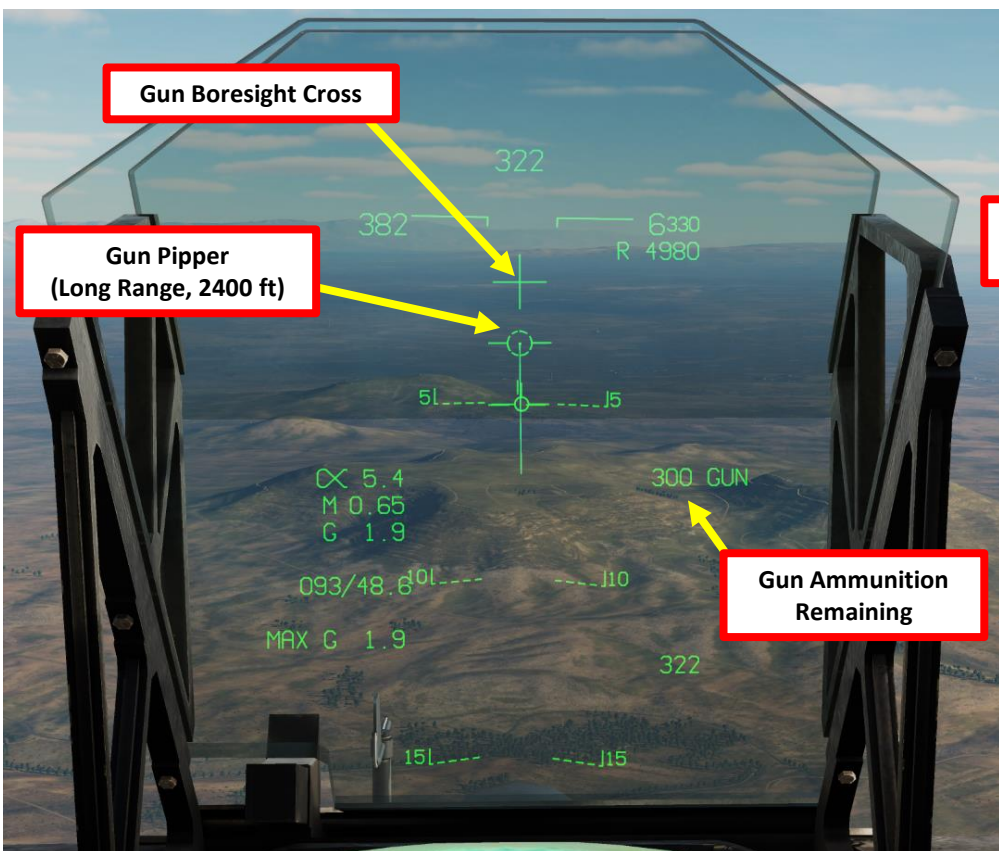 Gun Boresight Cross
322
382
6330
R 4980
Gun Pipper
(Long Range, 2400 ft)
5 5
α 5.4
M 0.65
G 1.9
300 GUN
093/48.6
10 10
Gun Ammunition
Remaining
MAX G 1.9
322
15 15